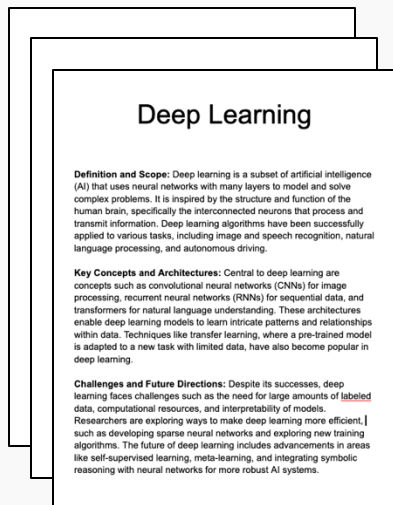 Deep Learning
Definition and Scope: Deep learning is a subset of artificial intelligence
(AI) that uses neural networks with many layers to model and solve
complex problems. It is inspired by the structure and function of the
human brain, specifically the interconnected neurons that process and
transmit information. Deep learning algorithms have been successfully
applied to various tasks, including image and speech recognition, natural
language processing, and autonomous driving.
Key Concepts and Architectures: Central to deep learning are
concepts such as convolutional neural networks (CNNs) for image
processing, recurrent neural networks (RNNs) for sequential data, and
transformers for natural language understanding. These architectures
enable deep learning models to learn intricate patterns and relationships
within data. Techniques like transfer learning, where a pre-trained model
is adapted to a new task with limited data, have also become popular in
deep learning.
Challenges and Future Directions: Despite its successes, deep
learning faces challenges such as the need for large amounts of labeled
data, computational resources, and interpretability of models.
Researchers are exploring ways to make deep learning more efficient,
such as developing sparse neural networks and exploring new training
algorithms. The future of deep learning includes advancements in areas
like self-supervised learning, meta-learning, and integrating symbolic
reasoning with neural networks for more robust AI systems.